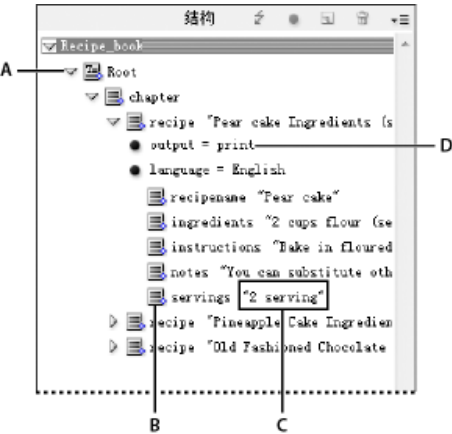 结构
Recipe_book
A
Root
chapter
recipe "Pear cake Ingredients (s
output = print
D
language = English
recipename "Pear cake"
ingredients "2 cups flour (se
instructions "Bake in floured
notes "You can substitute oth
servings "2 serving"
recipe "Pineapple Cake Ingredien
recipe "Old Fashioned Chocolate
B
C